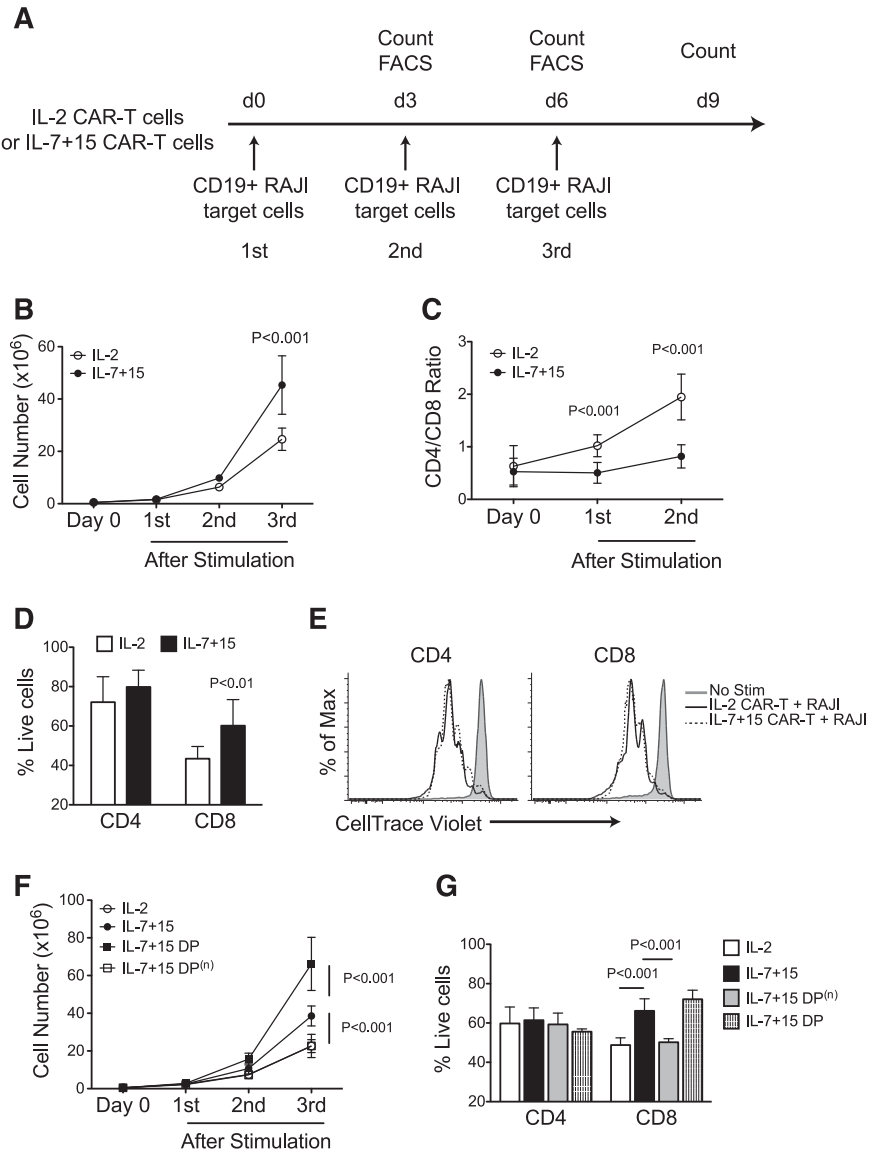 A
Count
FACS
Count
FACS
Count
d0
d3
d6
d9
IL-2 CAR-T cells
or IL-7+15 CAR-T cells
CD19+ RAJI
target cells
CD19+ RAJI
target cells
CD19+ RAJI
target cells
1st
2nd
3rd
B
Cell Number (x10⁶)
60
40
20
0
IL-2
IL-7+15
P<0.001
Day 0
1st
2nd
3rd
After Stimulation
C
CD4/CD8 Ratio
3
2
1
0
IL-2
IL-7+15
P<0.001
P<0.001
Day 0
1st
2nd
After Stimulation
D
% Live cells
100
80
60
40
20
IL-2
IL-7+15
P<0.01
CD4
CD8
E
CD4
CD8
% of Max
No Stim
IL-2 CAR-T + RAJI
IL-7+15 CAR-T + RAJI
CellTrace Violet
F
Cell Number (x10⁶)
100
80
60
40
20
0
IL-2
IL-7+15
IL-7+15 DP
IL-7+15 DP⁽ⁿ⁾
P<0.001
P<0.001
Day 0
1st
2nd
3rd
After Stimulation
G
% Live cells
100
80
60
40
20
P<0.001
P<0.001
IL-2
IL-7+15
IL-7+15 DP⁽ⁿ⁾
IL-7+15 DP
CD4
CD8